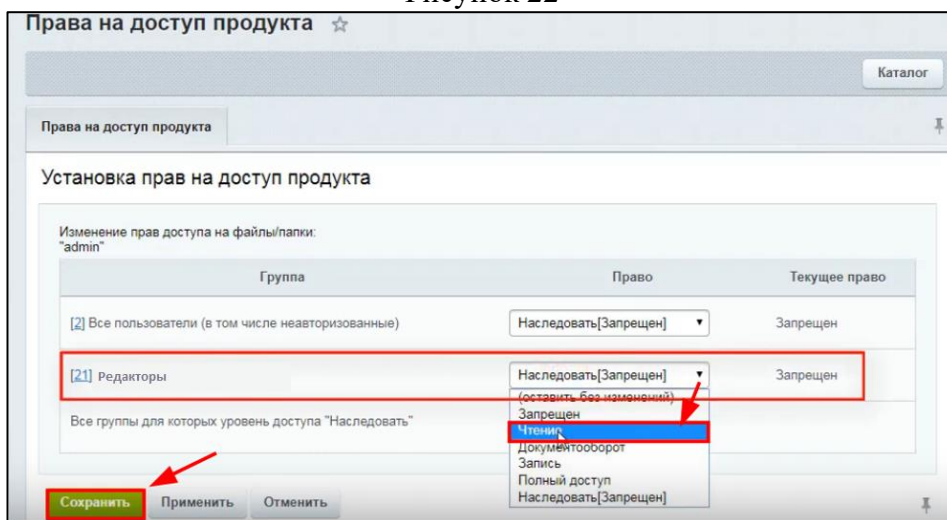 Рисунок 22
Права на доступ продукта
Каталог
Права на доступ продукта
Установка прав на доступ продукта
Изменение прав доступа на файлы/папки:
"admin"
Группа Право Текущее право
[2] Все пользователи (в том числе неавторизованные) Наследовать[Запрещен] Запрещен
[21] Редакторы Наследовать[Запрещен] Запрещен
(оставить без изменений)
Запрещен
Все группы для которых уровень доступа "Наследовать"
Чтение
Документооборот
Запись
Полный доступ
Наследовать[Запрещен]
Сохранить Применить Отменить